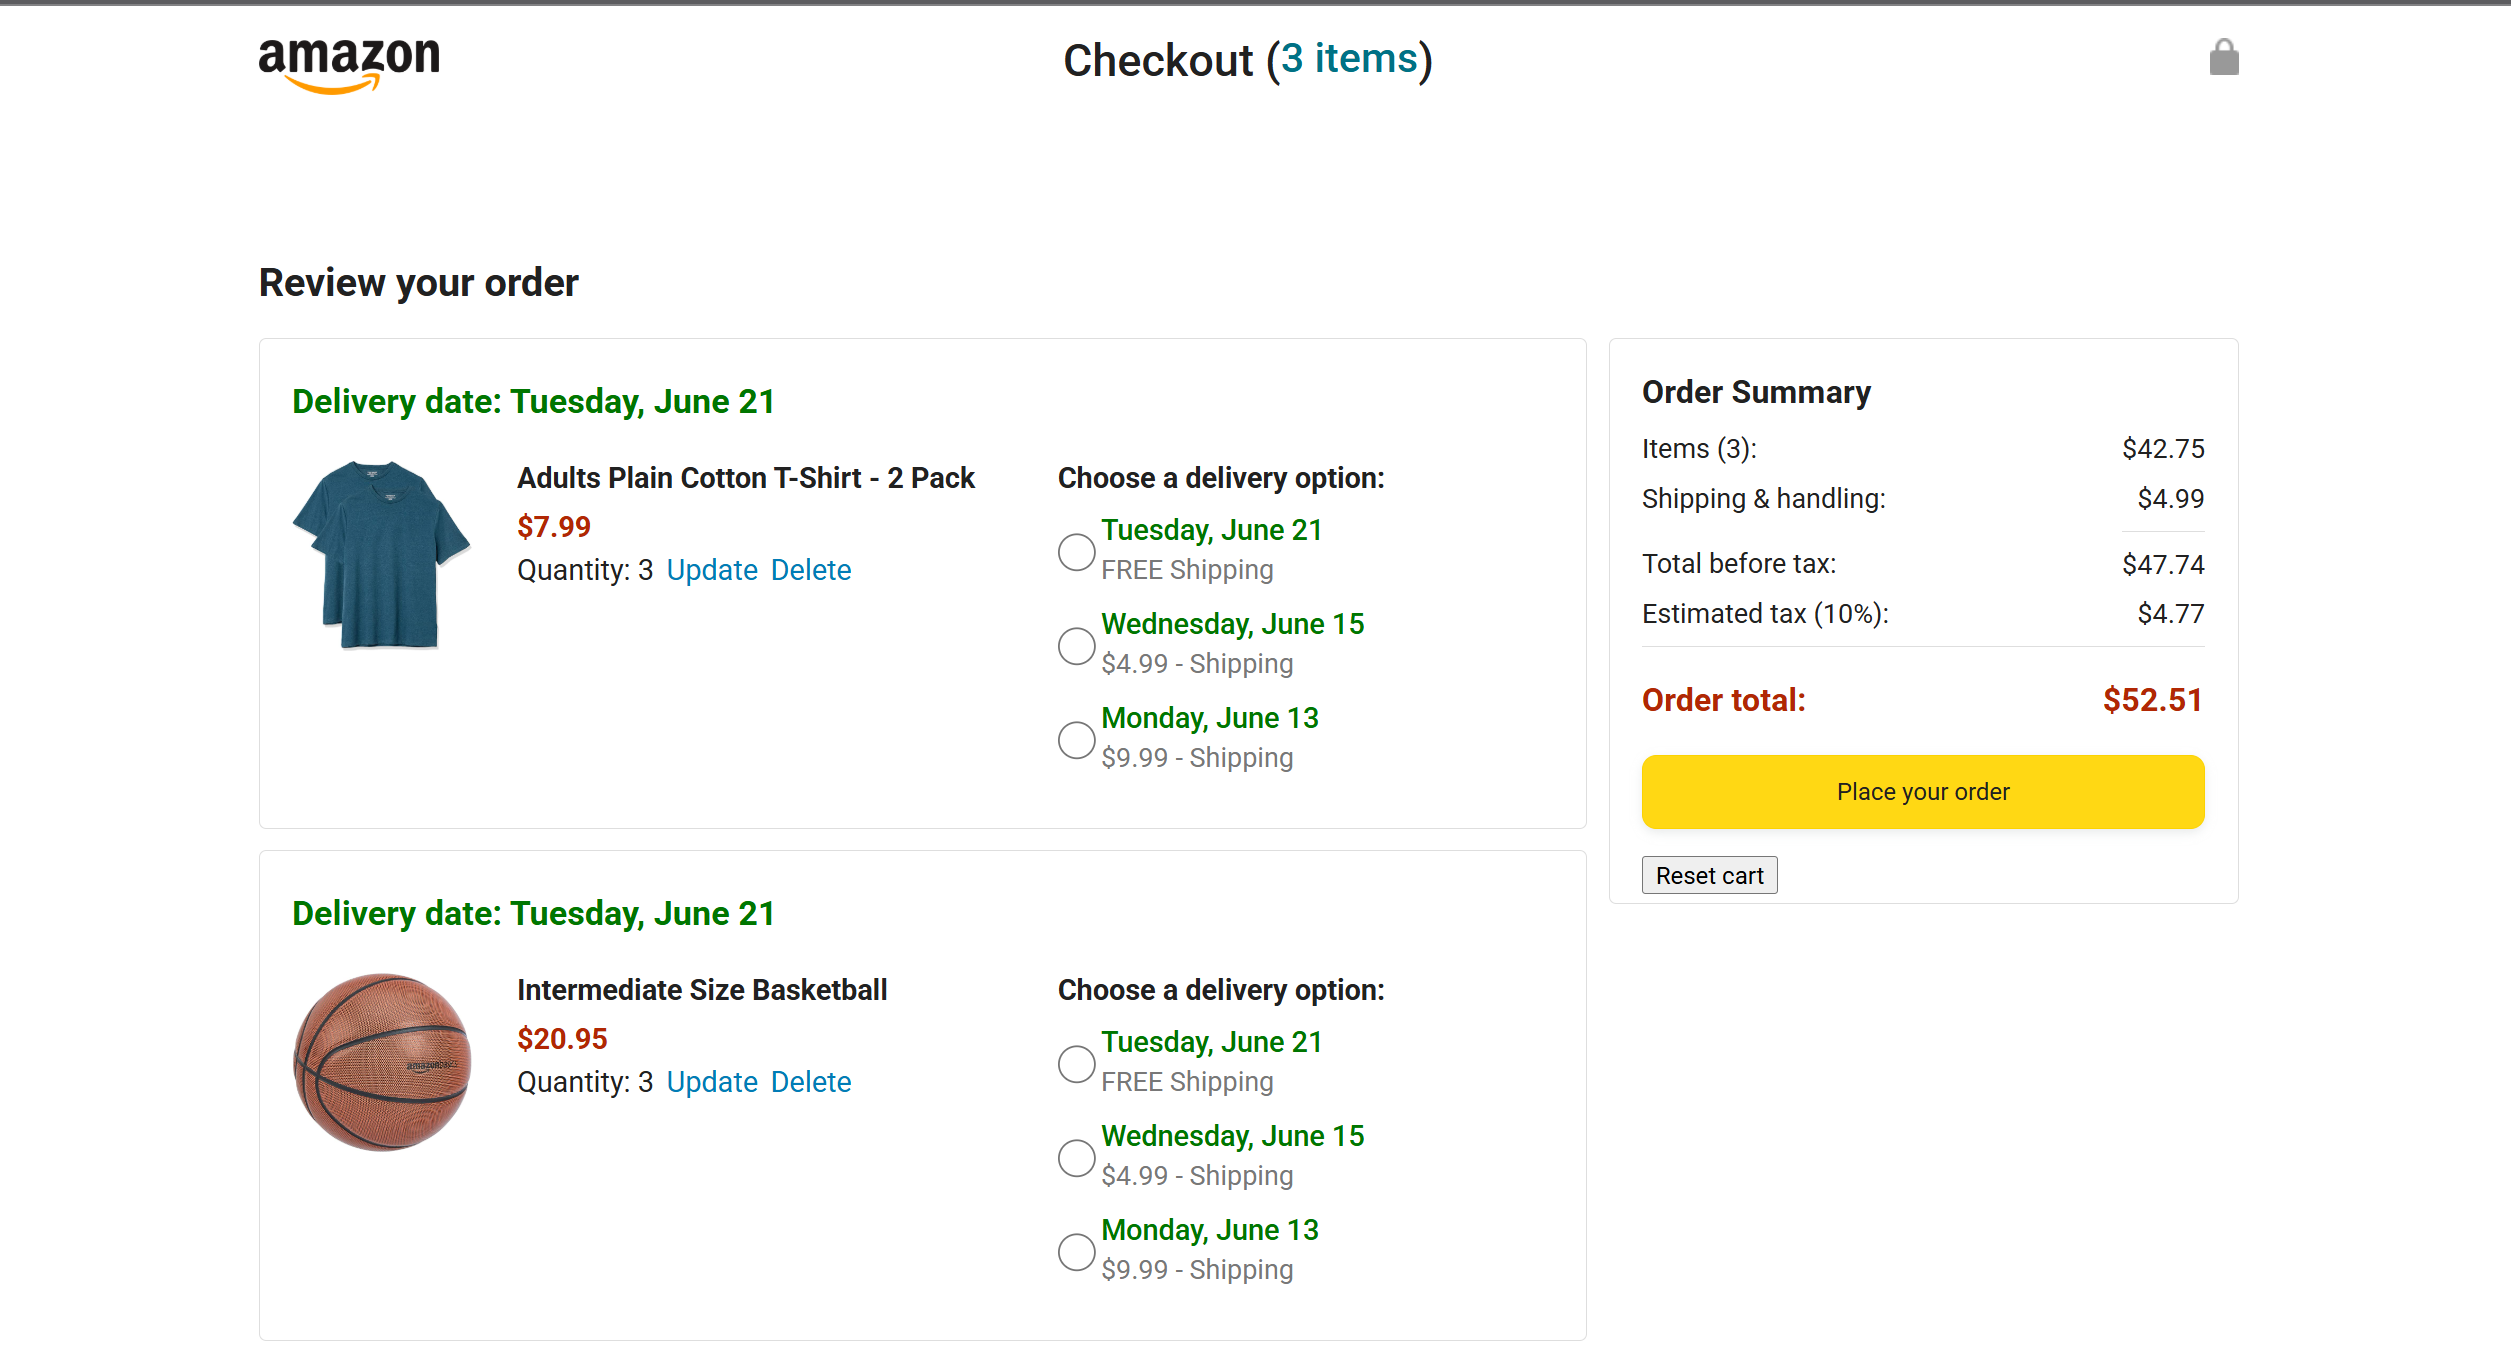 amazon
Checkout (3 items)
Review your order
Delivery date: Tuesday, June 21
Adults Plain Cotton T-Shirt - 2 Pack
$7.99
Quantity: 3 Update Delete
Choose a delivery option:
Tuesday, June 21
FREE Shipping
Wednesday, June 15
$4.99 - Shipping
Monday, June 13
$9.99 - Shipping
Delivery date: Tuesday, June 21
Intermediate Size Basketball
$20.95
Quantity: 3 Update Delete
Choose a delivery option:
Tuesday, June 21
FREE Shipping
Wednesday, June 15
$4.99 - Shipping
Monday, June 13
$9.99 - Shipping
Order Summary
Items (3): $42.75
Shipping & handling: $4.99
Total before tax: $47.74
Estimated tax (10%): $4.77
Order total: $52.51
Place your order
Reset cart